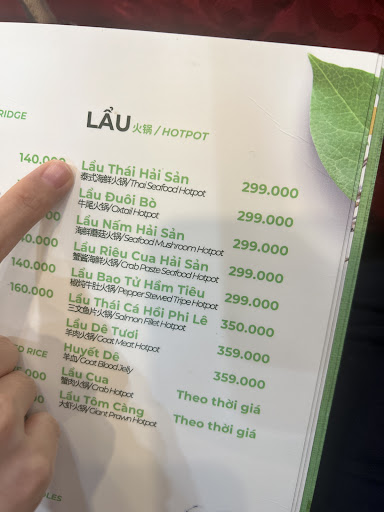 RIDGE
LẨU 火锅 / HOTPOT
140.000
Lẩu Thái Hải Sản 299.000
泰式海鲜火锅/Thai Seafood Hotpot
Lẩu Đuôi Bò 299.000
牛尾火锅/Oxtail Hotpot
Lẩu Nấm Hải Sản 299.000
海鲜蘑菇火锅/Seafood Mushroom Hotpot
Lẩu Riêu Cua Hải Sản 299.000
蟹酱海鲜火锅/Crab Paste Seafood Hotpot
140.000
Lẩu Bao Tử Hầm Tiêu 299.000
椒炖牛肚火锅/Pepper Stewed Tripe Hotpot
160.000
Lẩu Thái Cá Hồi Phi Lê 350.000
三文鱼片火锅/Salmon Fillet Hotpot
Lẩu Dê Tươi 359.000
羊肉火锅/Goat Meat Hotpot
RICE
Huyết Dê 359.000
羊血/Goat Blood Jelly
Lẩu Cua Theo thời giá
蟹肉火锅/Crab Hotpot
Lẩu Tôm Càng Theo thời giá
大虾火锅/Giant Prawn Hotpot